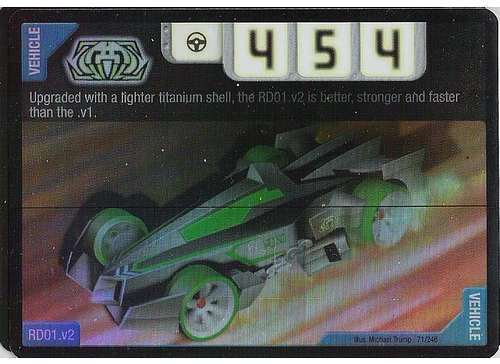 VEHICLE
4 5 4
Upgraded with a lighter titanium shell, the RD01.v2 is better, stronger and faster
than the .v1.
RD01.v2
Illus. Michael Trump 71/246
VEHICLE